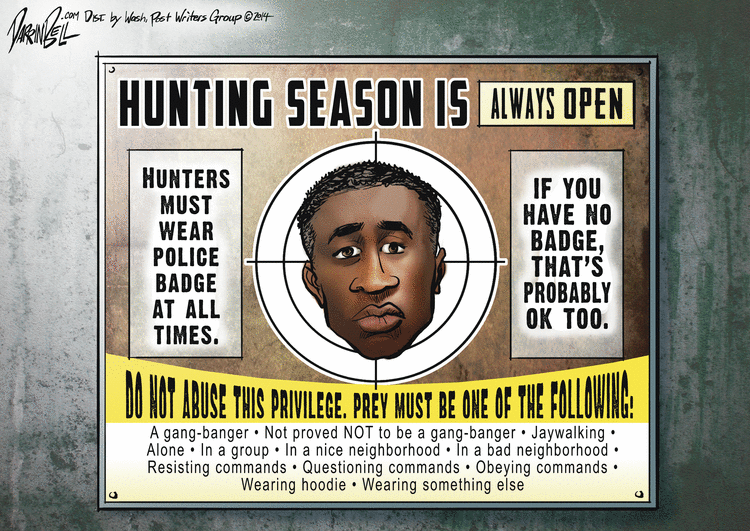 DARRINBELL.COM DIST. BY WASH. POST WRITERS GROUP ©2014
HUNTING SEASON IS ALWAYS OPEN
HUNTERS
MUST
WEAR
POLICE
BADGE
AT ALL
TIMES.
IF YOU
HAVE NO
BADGE,
THAT'S
PROBABLY
OK TOO.
DO NOT ABUSE THIS PRIVILEGE. PREY MUST BE ONE OF THE FOLLOWING:
A gang-banger • Not proved NOT to be a gang-banger • Jaywalking •
Alone • In a group • In a nice neighborhood • In a bad neighborhood •
Resisting commands • Questioning commands • Obeying commands •
Wearing hoodie • Wearing something else